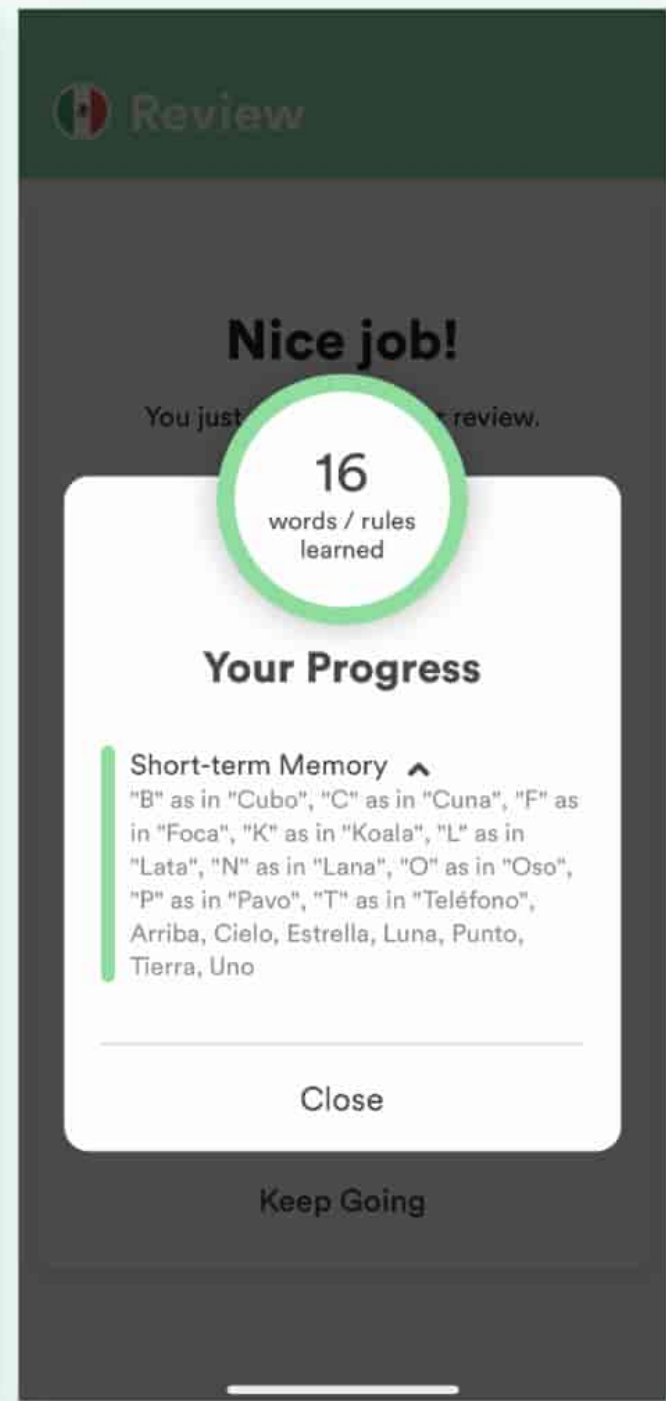 Review
Nice job!
You just review.
16
words / rules
learned
Your Progress
Short-term Memory
"B" as in "Cubo", "C" as in "Cuna", "F" as
in "Foca", "K" as in "Koala", "L" as in
"Lata", "N" as in "Lana", "O" as in "Oso",
"P" as in "Pavo", "T" as in "Teléfono",
Arriba, Cielo, Estrella, Luna, Punto,
Tierra, Uno
Close
Keep Going